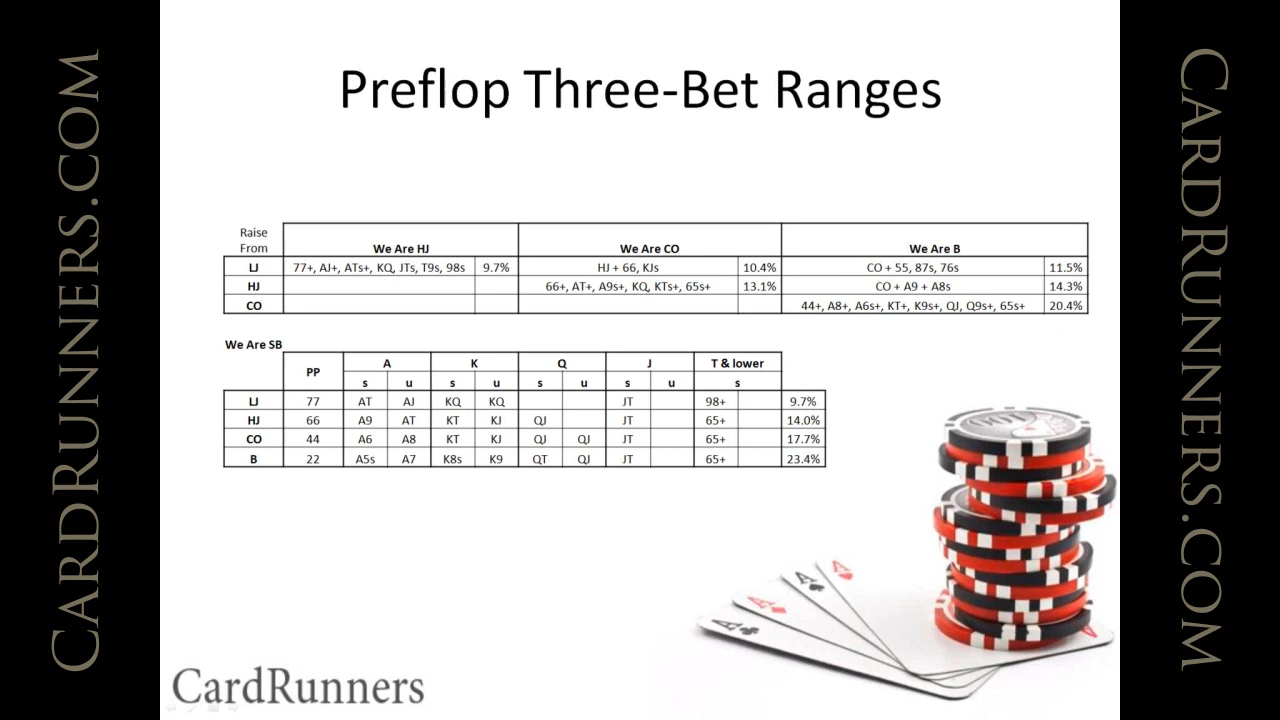 Preflop Three-Bet Ranges
Raise
From We Are HJ We Are CO We Are B
LJ 77+, AJ+, ATs+, KQ, JTs, T9s, 98s 9.7% HJ + 66, KJs 10.4% CO + 55, 87s, 76s 11.5%
HJ 66+, AT+, A9s+, KQ, KTs+, 65s+ 13.1% CO + A9 + A8s 14.3%
CO 44+, A8+, A6s+, KT+, K9s+, QJ, Q9s+, 65s+ 20.4%
We Are SB
PP A K Q J T & lower
s u s u s u s u s
LJ 77 AT AJ KQ KQ JT 98+ 9.7%
HJ 66 A9 AT KT KJ QJ JT 65+ 14.0%
CO 44 A6 A8 KT KJ QJ QJ JT 65+ 17.7%
B 22 A5s A7 K8s K9 QT QJ JT 65+ 23.4%
CardRunners
CARDRUNNERS.COM
CARDRUNNERS.COM
A
A
A
A
A